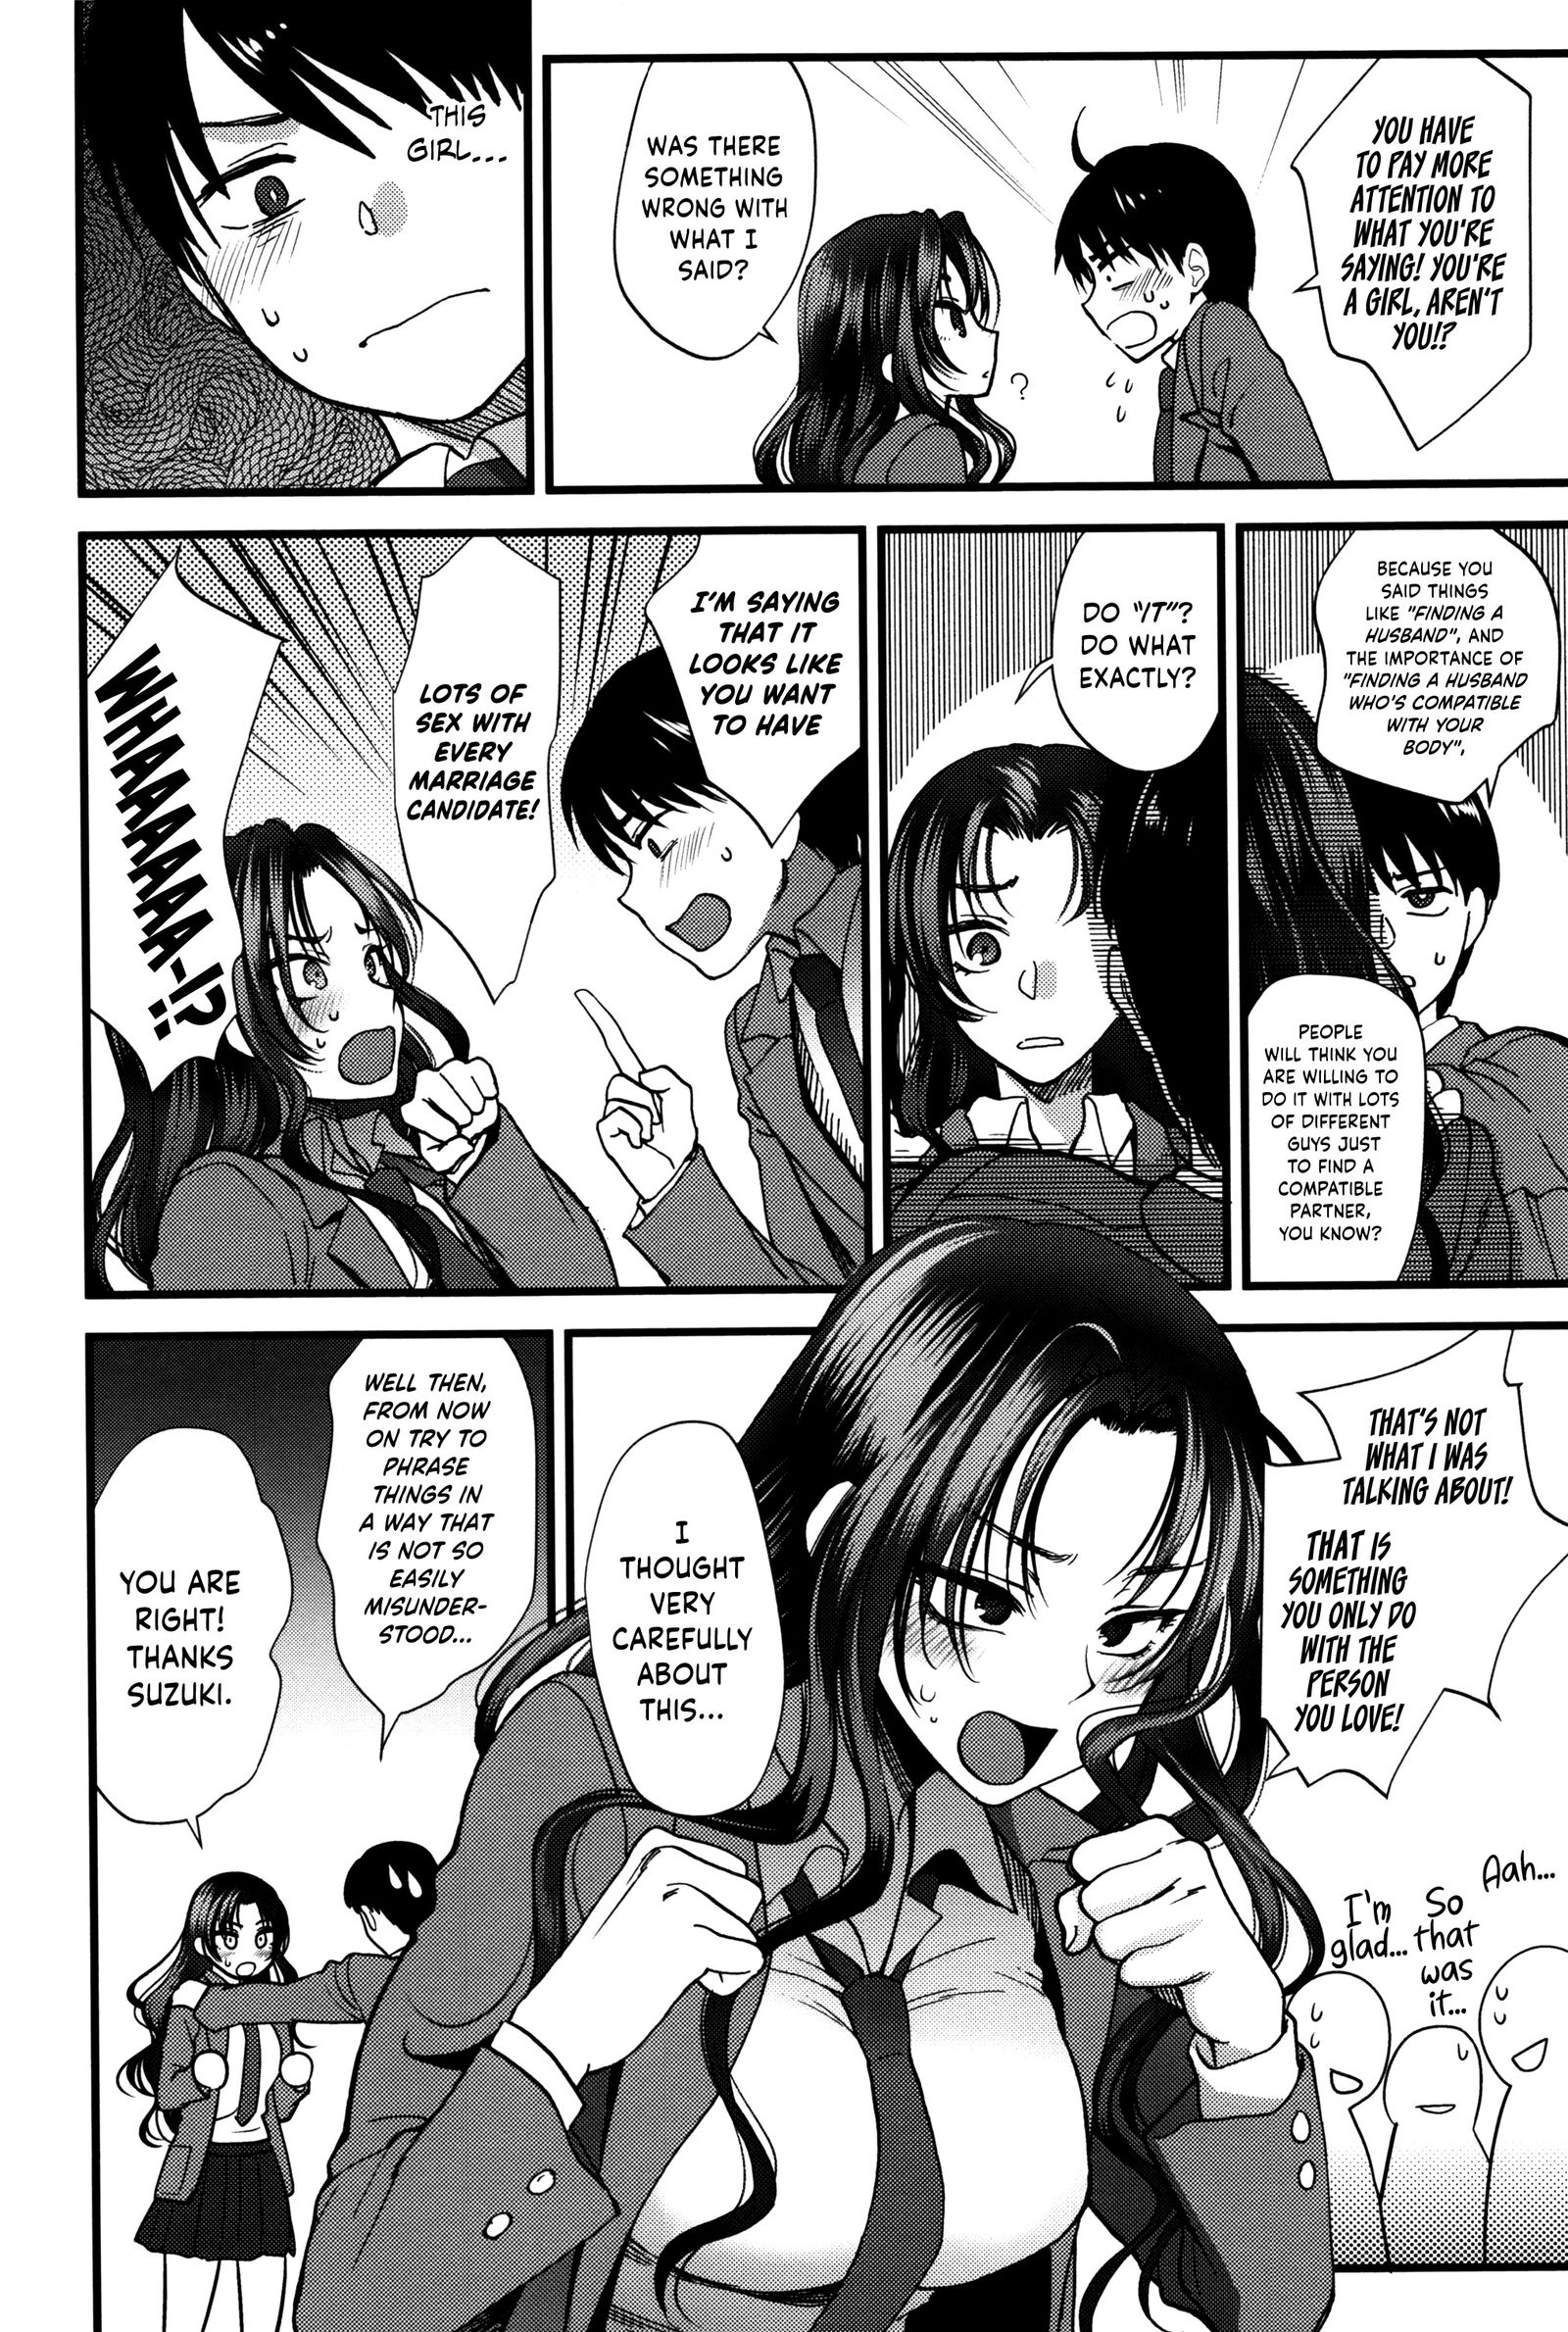 YOU HAVE
TO PAY MORE
ATTENTION TO
WHAT YOU'RE
SAYING! YOU'RE
A GIRL, AREN'T
YOU!?
WAS THERE
SOMETHING
WRONG WITH
WHAT I
SAID?
?
THIS
GIRL...
BECAUSE YOU
SAID THINGS
LIKE "FINDING A
HUSBAND", AND
THE IMPORTANCE OF
"FINDING A HUSBAND
WHO'S COMPATIBLE
WITH YOUR
BODY",
PEOPLE
WILL THINK YOU
ARE WILLING TO
DO IT WITH LOTS
OF DIFFERENT
GUYS JUST
TO FIND A
COMPATIBLE
PARTNER,
YOU KNOW?
DO "IT"?
DO WHAT
EXACTLY?
I'M SAYING
THAT IT
LOOKS LIKE
YOU WANT
TO HAVE
LOTS OF
SEX WITH
EVERY
MARRIAGE
CANDIDATE!
WHAAAAAAA-!?
THAT'S NOT
WHAT I WAS
TALKING ABOUT!
THAT IS
SOMETHING
YOU ONLY DO
WITH THE
PERSON
YOU LOVE!
Aah...
So
that
was
it...
I'm
glad...
I
THOUGHT
VERY
CAREFULLY
ABOUT
THIS...
WELL THEN,
FROM NOW
ON TRY TO
PHRASE
THINGS IN
A WAY THAT
IS NOT SO
EASILY
MISUNDER-
STOOD...
YOU ARE
RIGHT!
THANKS
SUZUKI.